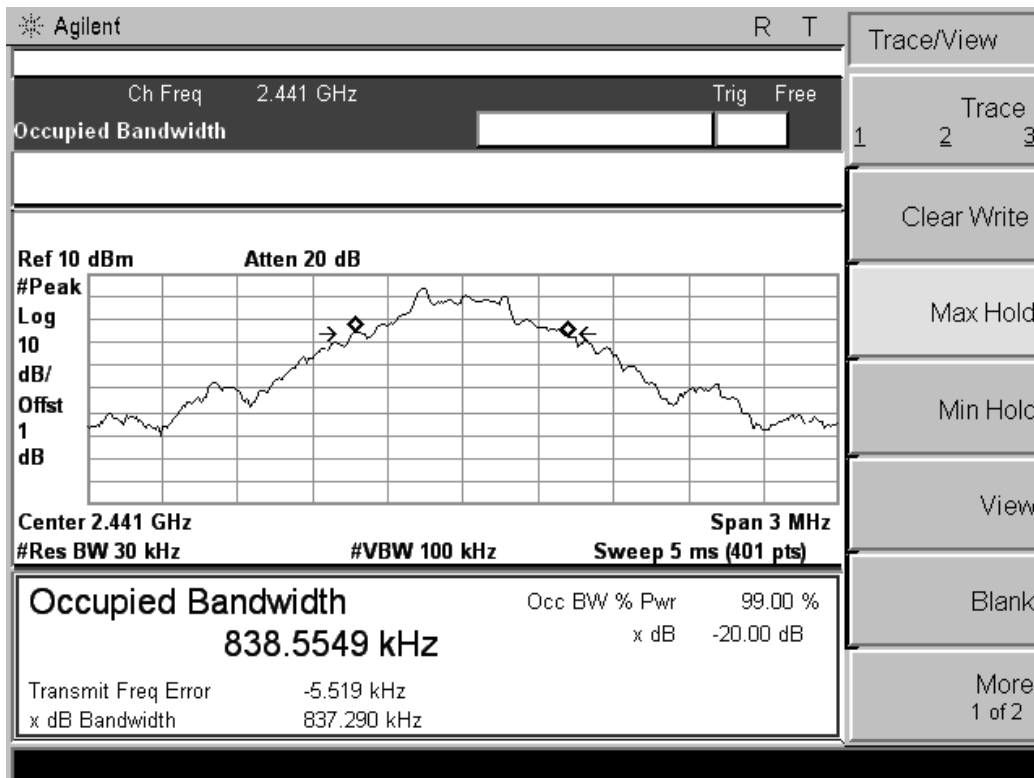 Agilent R T
Ch Freq 2.441 GHz Trig Free
Occupied Bandwidth
Ref 10 dBm Atten 20 dB
#Peak
Log
10
dB/
Offst
1
dB
Center 2.441 GHz Span 3 MHz
#Res BW 30 kHz #VBW 100 kHz Sweep 5 ms (401 pts)
Occupied Bandwidth
838.5549 kHz
Occ BW % Pwr 99.00 %
x dB -20.00 dB
Transmit Freq Error -5.519 kHz
x dB Bandwidth 837.290 kHz
Trace/View
Trace
1 2 3
Clear Write
Max Hold
Min Hold
View
Blank
More
1 of 2